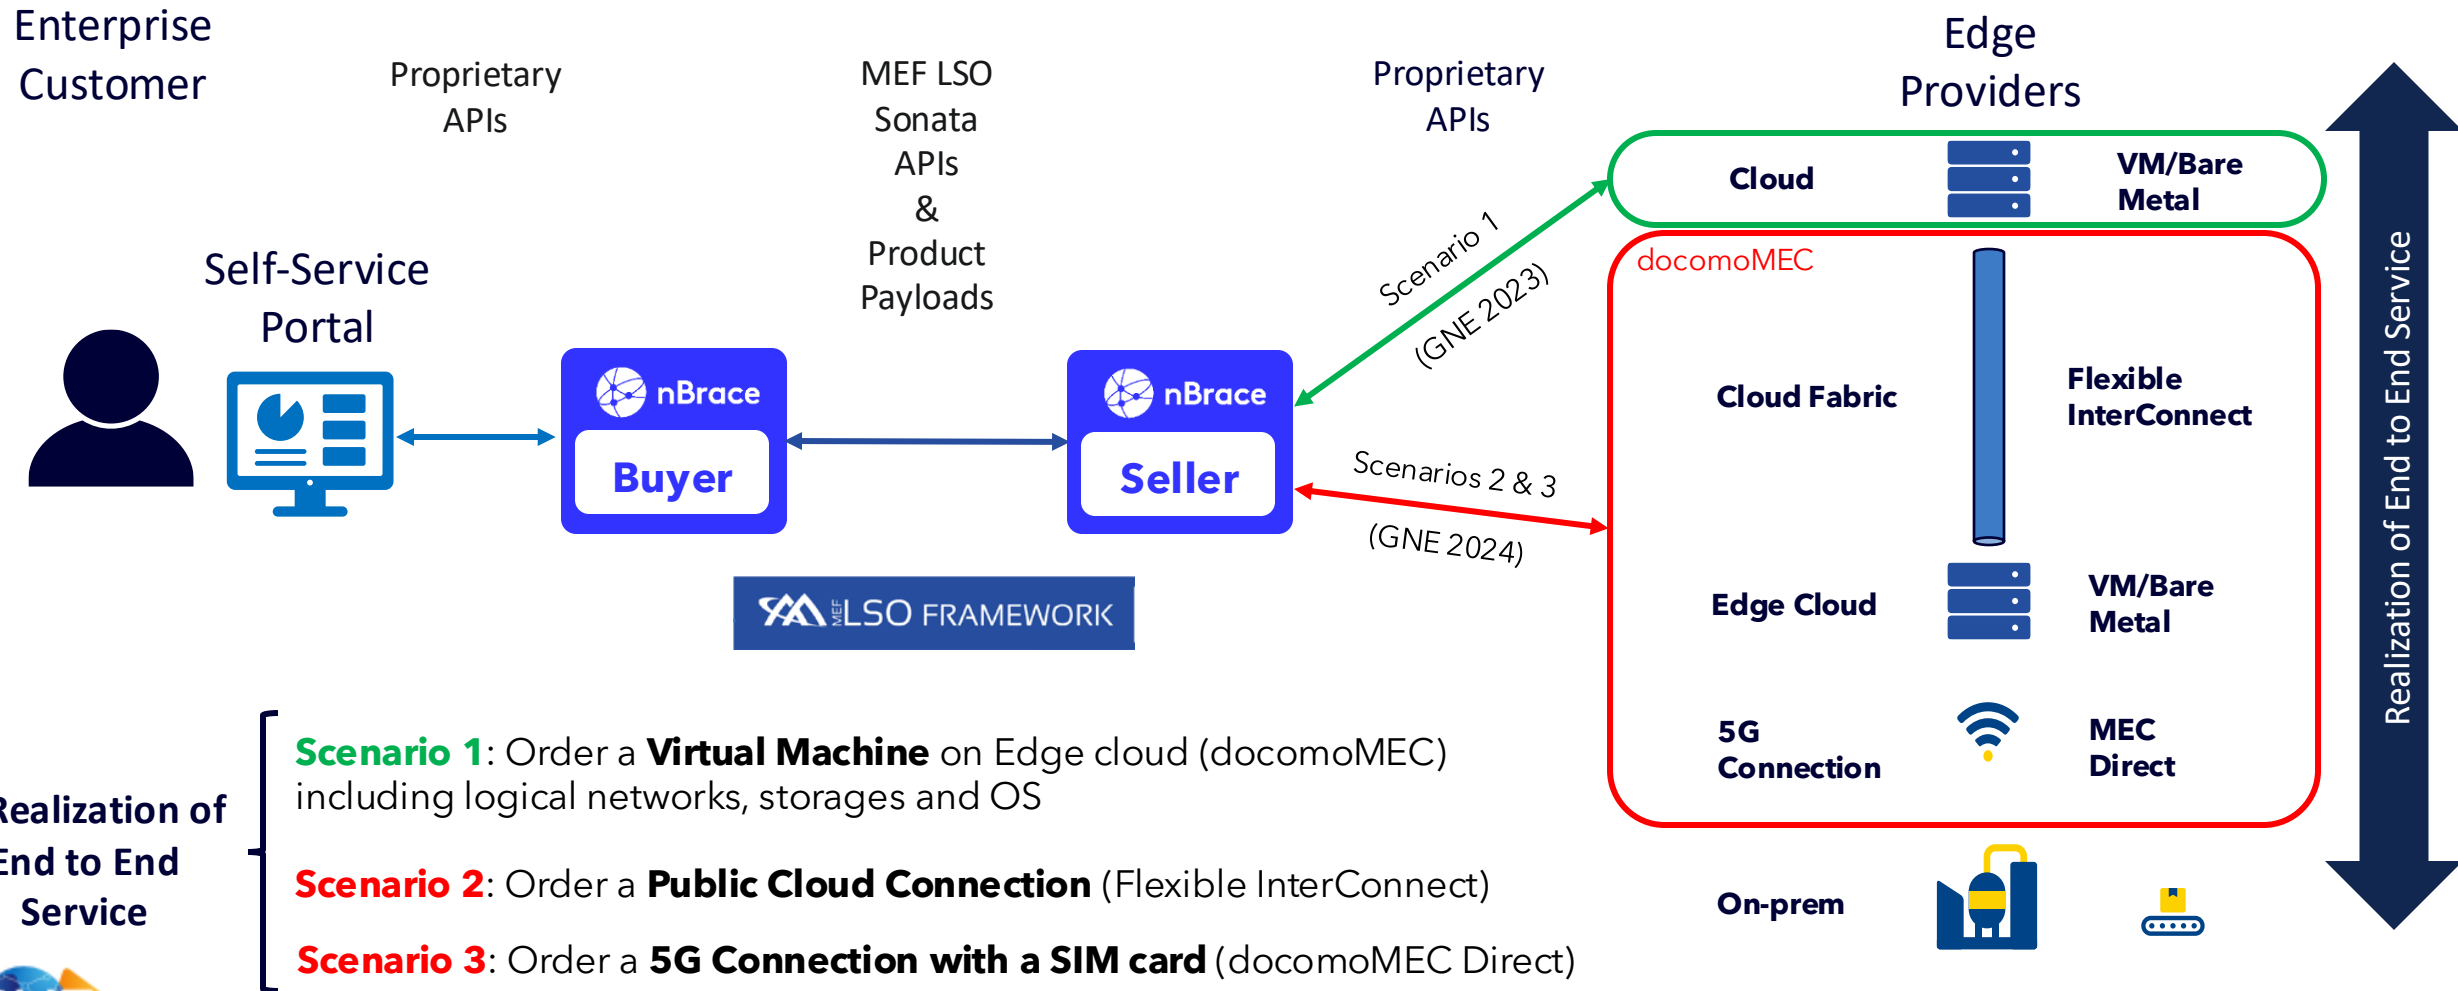 Enterprise
Customer
Proprietary
APIs
MEF LSO
Sonata
APIs
&
Product
Payloads
Proprietary
APIs
Edge
Providers
Self-Service
Portal
nBrace
Buyer
nBrace
Seller
MEF LSO FRAMEWORK
Scenario 1
(GNE 2023)
Scenarios 2 & 3
(GNE 2024)
Cloud
VM/Bare
Metal
docomoMEC
Cloud Fabric
Flexible
InterConnect
Edge Cloud
VM/Bare
Metal
5G
Connection
MEC
Direct
On-prem
Realization of End to End Service
Realization of
End to End
Service
Scenario 1: Order a Virtual Machine on Edge cloud (docomoMEC)
including logical networks, storages and OS
Scenario 2: Order a Public Cloud Connection (Flexible InterConnect)
Scenario 3: Order a 5G Connection with a SIM card (docomoMEC Direct)